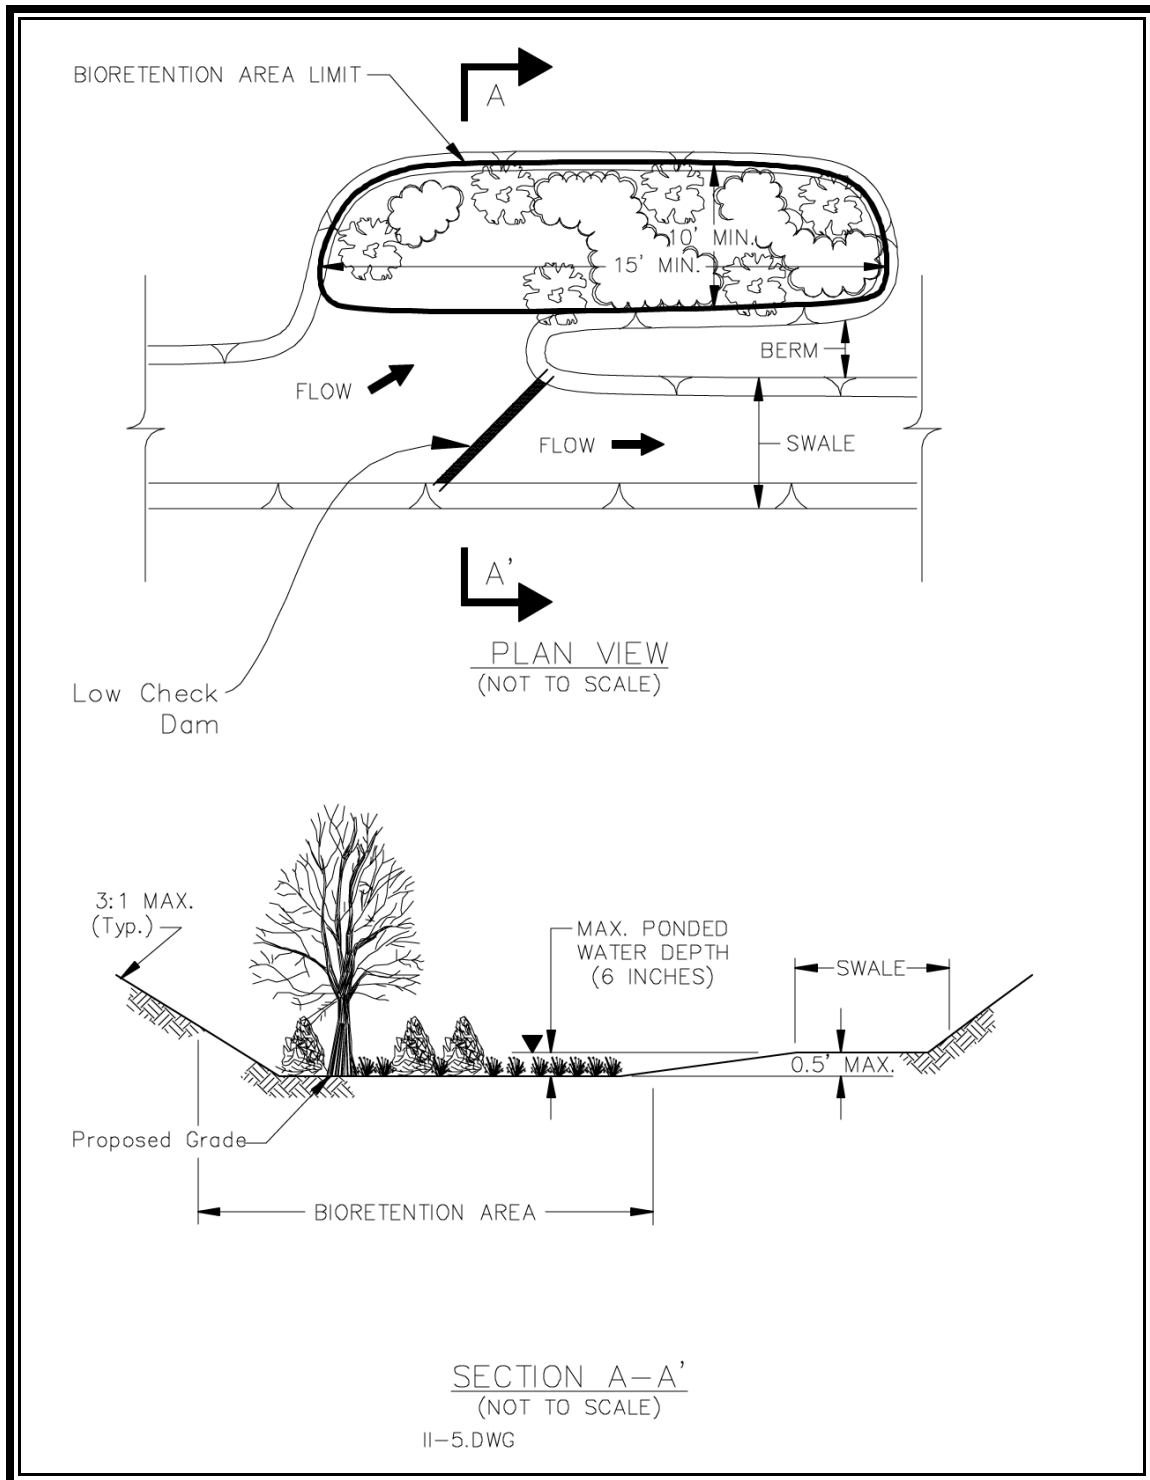 BIORETENTION AREA LIMIT
A
10' MIN.
15' MIN.
BERM
FLOW
FLOW
SWALE
A'
PLAN VIEW
(NOT TO SCALE)
Low Check
Dam
3:1 MAX.
(Typ.)
MAX. PONDED
WATER DEPTH
(6 INCHES)
SWALE
0.5' MAX.
Proposed Grade
BIORETENTION AREA
SECTION A-A'
(NOT TO SCALE)
II-5.DWG